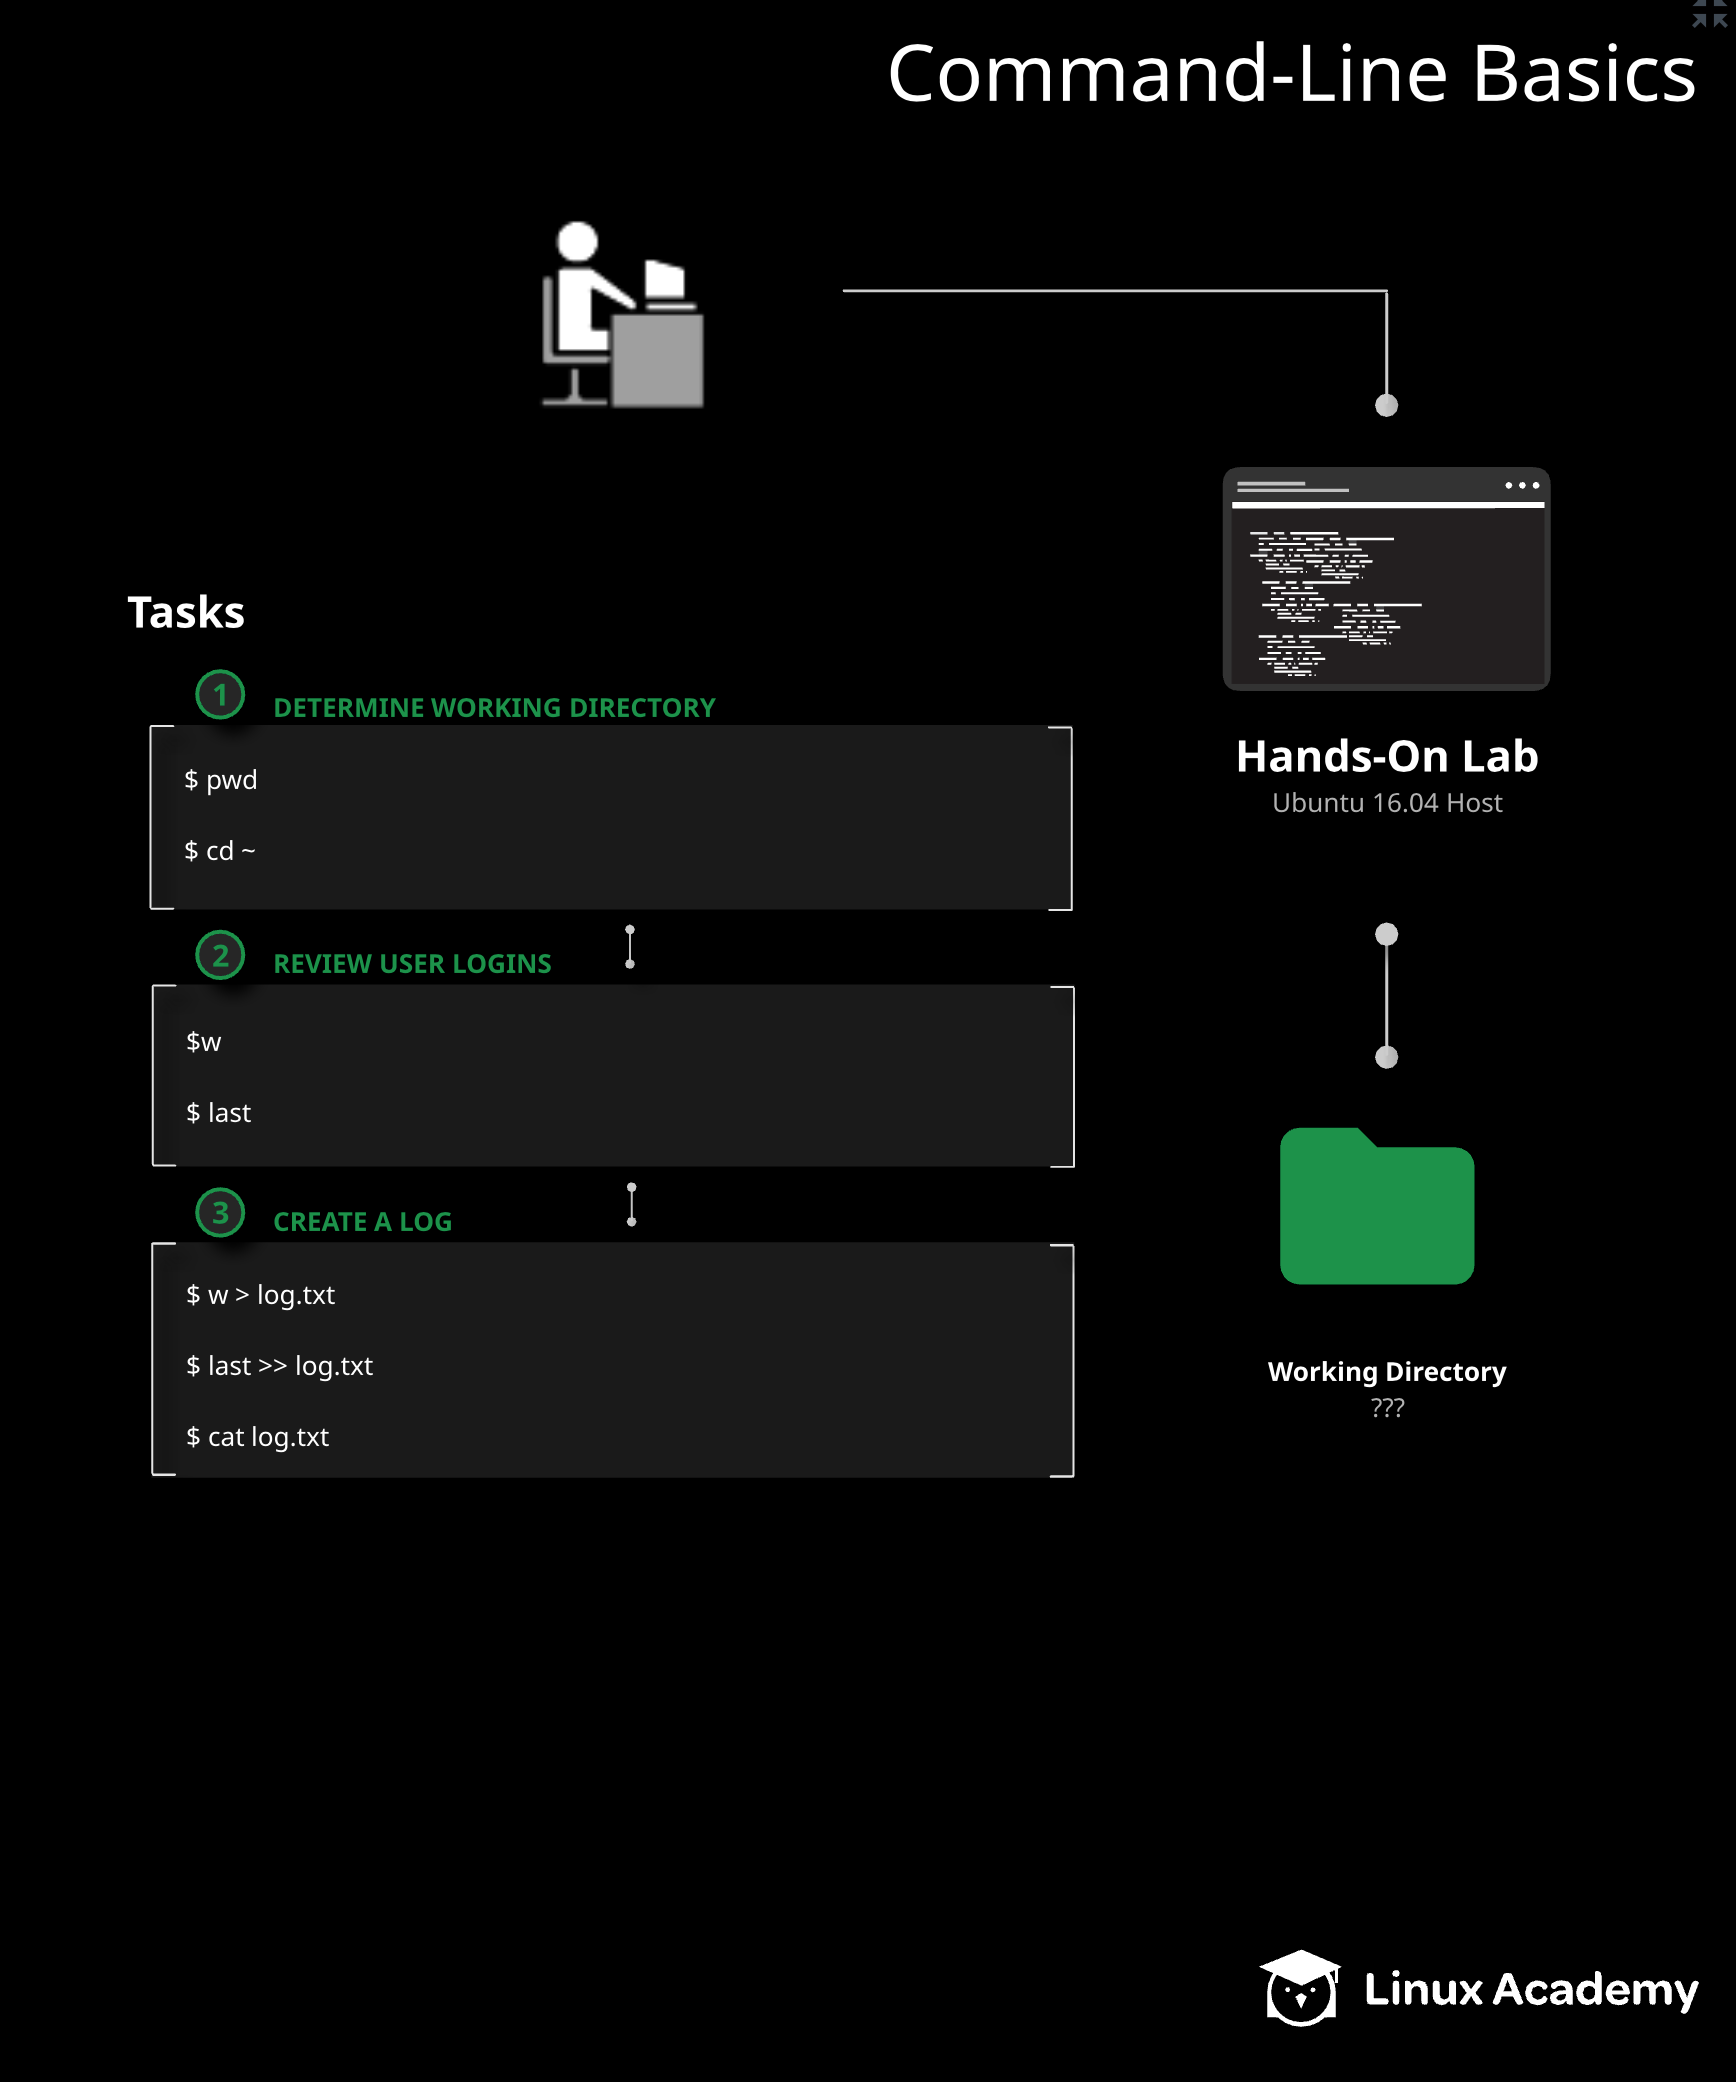 Command-Line Basics
Tasks
1
DETERMINE WORKING DIRECTORY
$ pwd
$ cd ~
2
REVIEW USER LOGINS
$w
$ last
3
CREATE A LOG
$ w > log.txt
$ last >> log.txt
$ cat log.txt
Hands-On Lab
Ubuntu 16.04 Host
Working Directory
???
Linux Academy